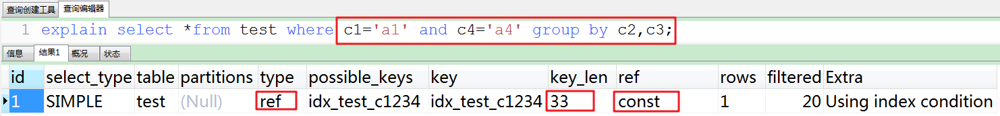 查询创建工具 查询编辑器
1 explain select *from test where c1='a1' and c4='a4' group by c2,c3;
信息 结果1 概况 状态
id select_type table partitions type possible_keys key key_len ref rows filtered Extra
1 SIMPLE test (Null) ref idx_test_c1234 idx_test_c1234 33 const 1 20 Using index condition